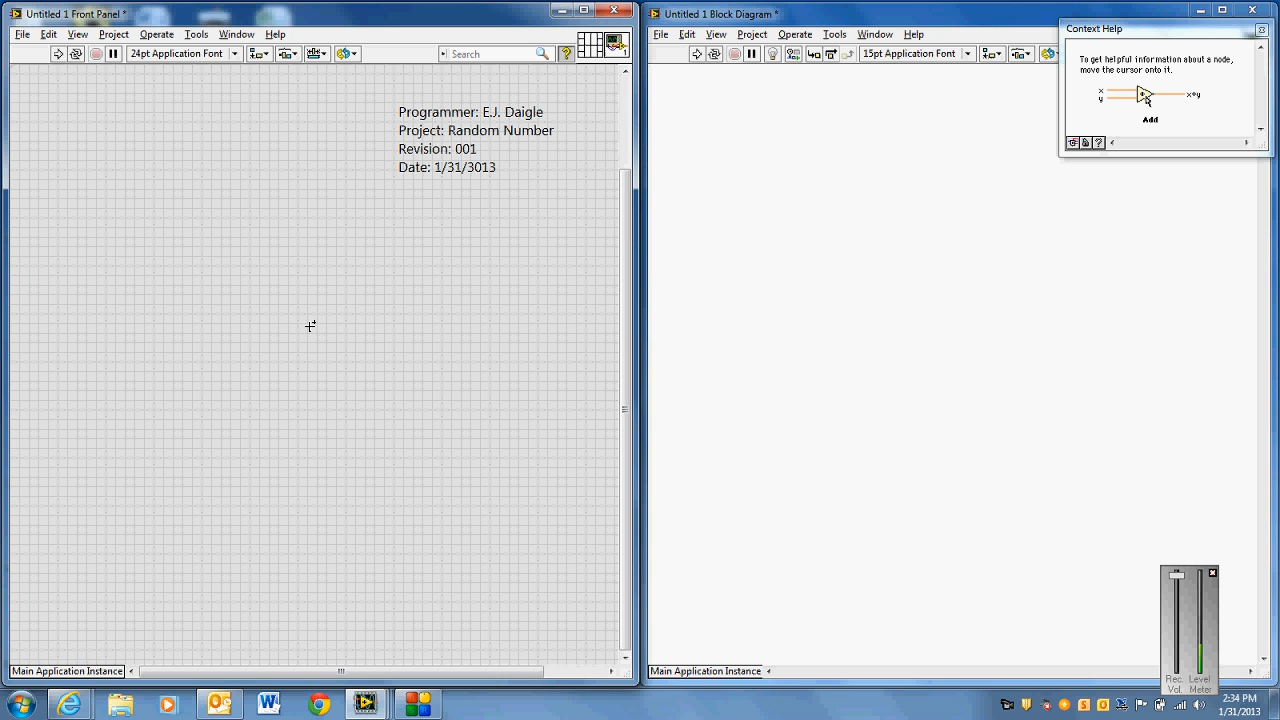 Untitled 1 Front Panel *
File Edit View Project Operate Tools Window Help
24pt Application Font
Search
Programmer: E.J. Daigle
Project: Random Number
Revision: 001
Date: 1/31/3013
Main Application Instance
Untitled 1 Block Diagram *
File Edit View Project Operate Tools Window Help
15pt Application Font
Context Help
To get helpful information about a node,
move the cursor onto it.
x
y
x+y
Add
Main Application Instance
Rec. Vol.
Level Meter
2:34 PM
1/31/2013